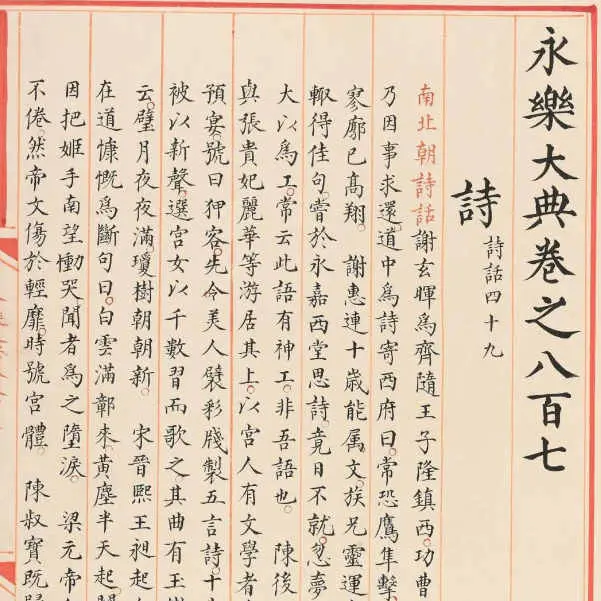 永樂大典卷之八百七
詩 詩話四十九
南北朝詩話謝玄暉爲齊隨王子隆鎮西。功曹
乃因事求還。道中爲詩寄西府曰。常恐鷹隼擊。
寥廓已高翔。 謝惠連十歲能属文。族兄靈運
輙得佳句。嘗於永嘉西堂思詩。竟日不就。忽夢
大以爲工。常云此語有神工。非吾語也。 陳後
與張貴妃麗華等游居其上。以宮人有文學者
預宴。號曰狎客。先令美人襞彩牋製五言詩。十
被以新聲。選宮女以千數習而歌之。其曲有玉
云。璧月夜夜滿。瓊樹朝朝新。 宋晉熙王昶起
在道慷慨爲斷句曰。白雲滿鄣來。黃塵半天起。關
因把姬手南望慟哭聞者爲之墮淚。 梁元帝
不倦。然帝文傷於輕靡。時號宮體。 陳叔寶既